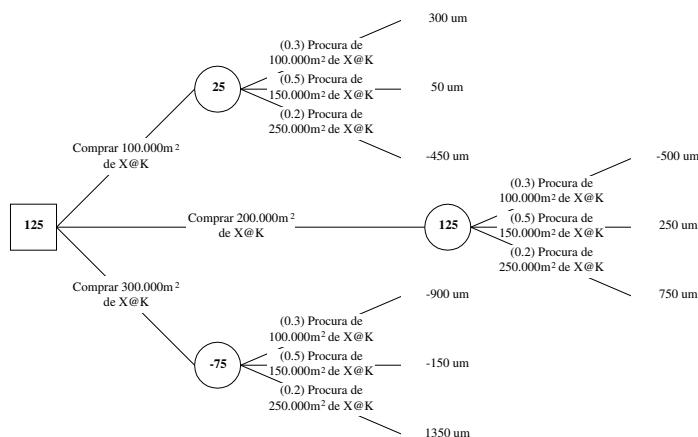 300 um
(0.3) Procura de
100.000m² de X@K
25
(0.5) Procura de
150.000m² de X@K
50 um
(0.2) Procura de
250.000m² de X@K
-450 um
Comprar 100.000m²
de X@K
125
Comprar 200.000m²
de X@K
125
(0.3) Procura de
100.000m² de X@K
-500 um
(0.5) Procura de
150.000m² de X@K
250 um
(0.2) Procura de
250.000m² de X@K
750 um
Comprar 300.000m²
de X@K
-75
(0.3) Procura de
100.000m² de X@K
-900 um
(0.5) Procura de
150.000m² de X@K
-150 um
(0.2) Procura de
250.000m² de X@K
1350 um